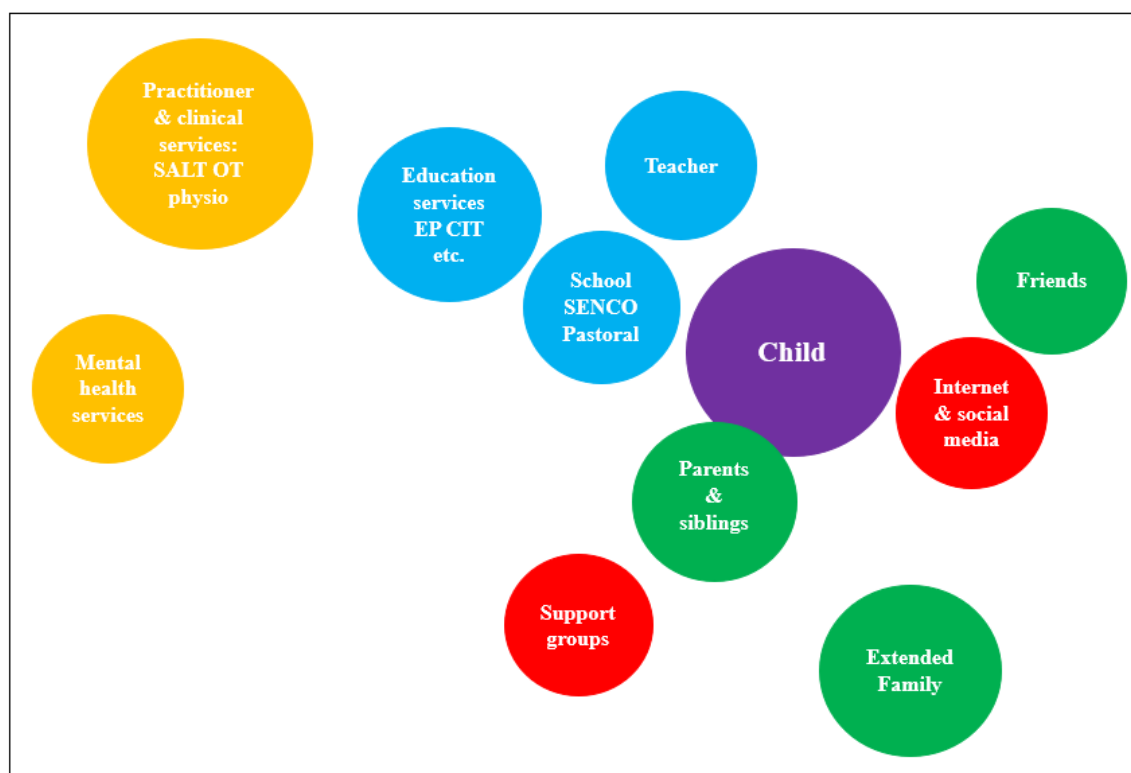 Practitioner
& clinical
services:
SALT OT
physio
Education
services
EP CIT
etc.
Teacher
School
SENCO
Pastoral
Friends
Child
Mental
health
services
Internet
& social
media
Parents
&
siblings
Support
groups
Extended
Family